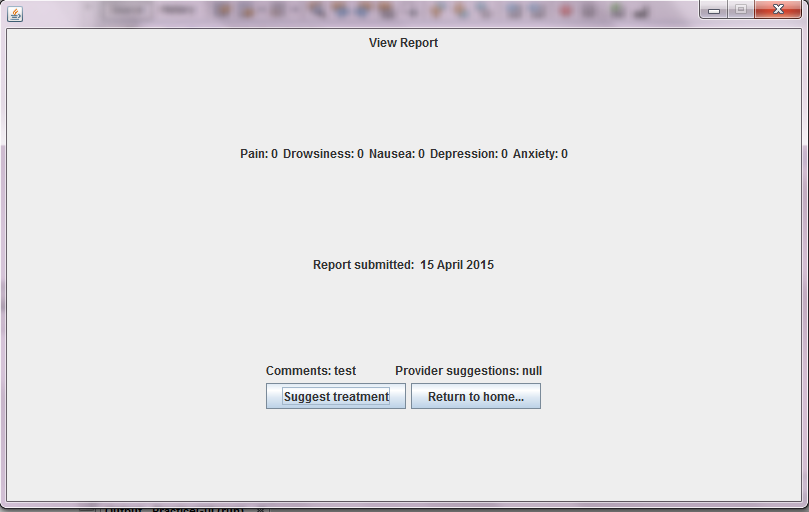 View Report
Pain: 0 Drowsiness: 0 Nausea: 0 Depression: 0 Anxiety: 0
Report submitted: 15 April 2015
Comments: test Provider suggestions: null
Suggest treatment Return to home...